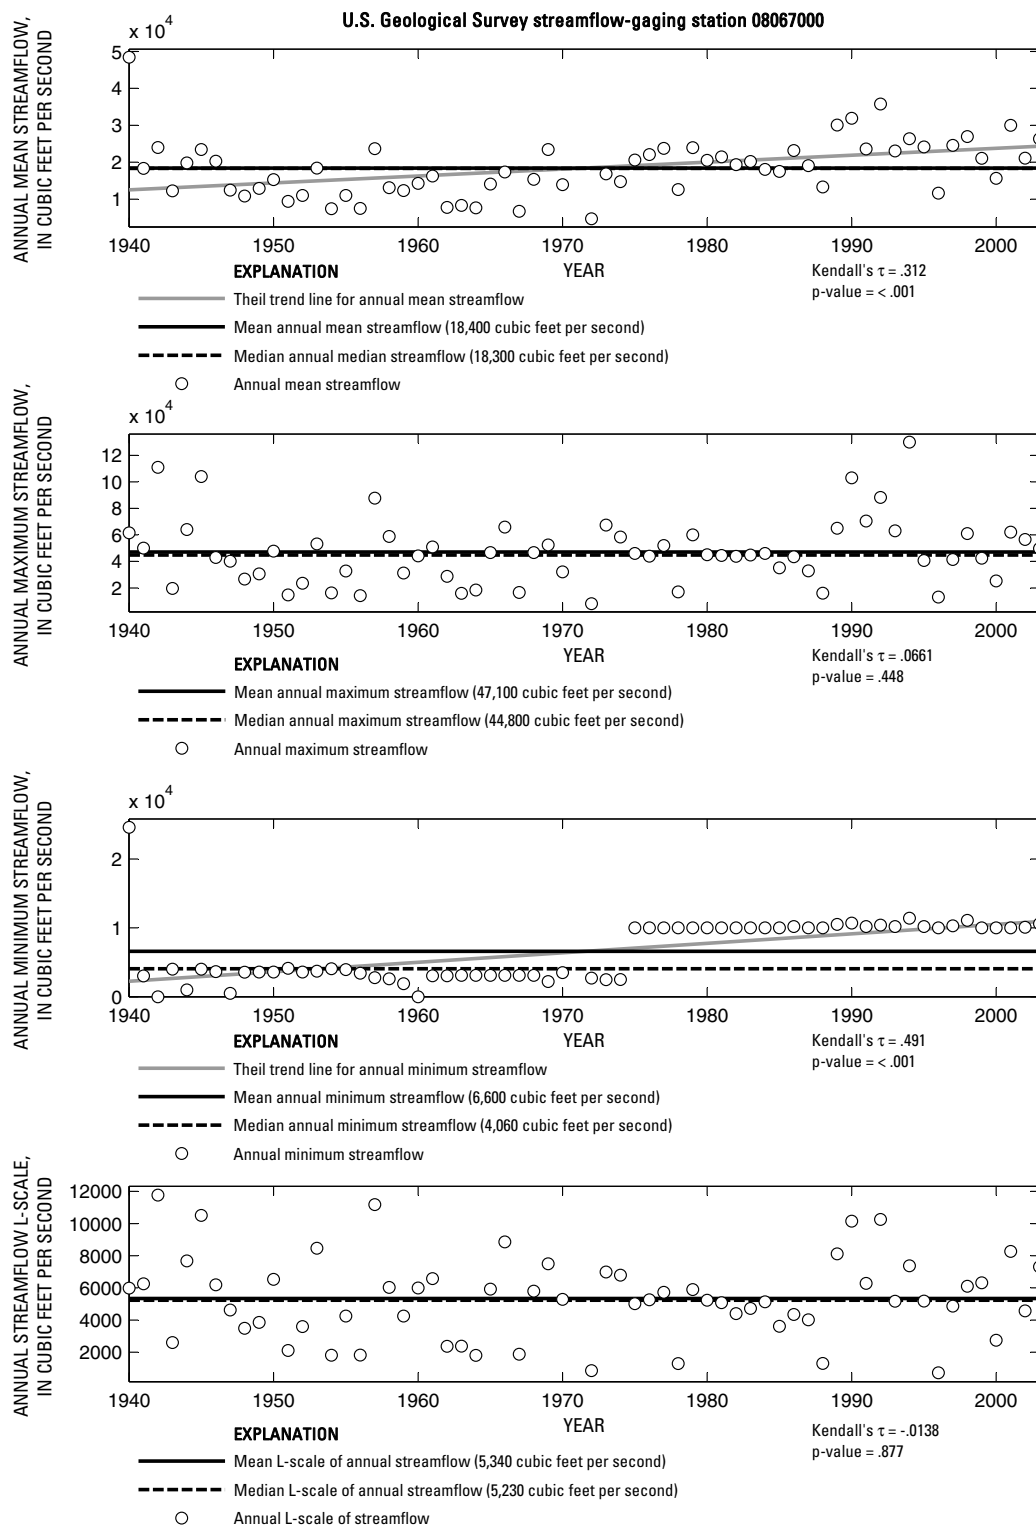 U.S. Geological Survey streamflow-gaging station 08067000
x 10^4
ANNUAL MEAN STREAMFLOW,
IN CUBIC FEET PER SECOND
5
4
3
2
1
1940 1950 1960 1970 1980 1990 2000
YEAR
Kendall's τ = .312
p-value = < .001
EXPLANATION
Theil trend line for annual mean streamflow
Mean annual mean streamflow (18,400 cubic feet per second)
Median annual median streamflow (18,300 cubic feet per second)
Annual mean streamflow
x 10^4
ANNUAL MAXIMUM STREAMFLOW,
IN CUBIC FEET PER SECOND
12
10
8
6
4
2
1940 1950 1960 1970 1980 1990 2000
YEAR
Kendall's τ = .0661
p-value = .448
EXPLANATION
Mean annual maximum streamflow (47,100 cubic feet per second)
Median annual maximum streamflow (44,800 cubic feet per second)
Annual maximum streamflow
x 10^4
ANNUAL MINIMUM STREAMFLOW,
IN CUBIC FEET PER SECOND
2
1
0
1940 1950 1960 1970 1980 1990 2000
YEAR
Kendall's τ = .491
p-value = < .001
EXPLANATION
Theil trend line for annual minimum streamflow
Mean annual minimum streamflow (6,600 cubic feet per second)
Median annual minimum streamflow (4,060 cubic feet per second)
Annual minimum streamflow
ANNUAL STREAMFLOW L-SCALE,
IN CUBIC FEET PER SECOND
12000
10000
8000
6000
4000
2000
1940 1950 1960 1970 1980 1990 2000
YEAR
Kendall's τ = -.0138
p-value = .877
EXPLANATION
Mean L-scale of annual streamflow (5,340 cubic feet per second)
Median L-scale of annual streamflow (5,230 cubic feet per second)
Annual L-scale of streamflow